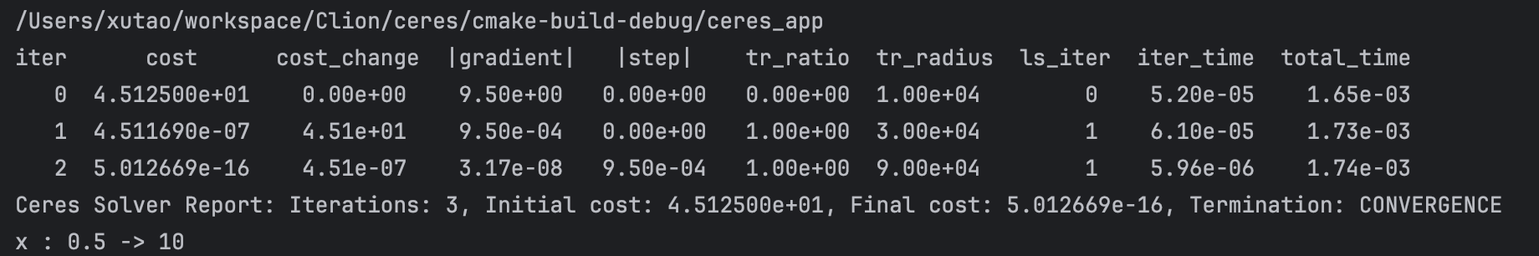 /Users/xutao/workspace/Clion/ceres/cmake-build-debug/ceres_app
iter      cost      cost_change  |gradient|   |step|    tr_ratio  tr_radius  ls_iter  iter_time  total_time
   0  4.512500e+01    0.00e+00    9.50e+00   0.00e+00   0.00e+00  1.00e+04        0    5.20e-05    1.65e-03
   1  4.511690e-07    4.51e+01    9.50e-04   0.00e+00   1.00e+00  3.00e+04        1    6.10e-05    1.73e-03
   2  5.012669e-16    4.51e-07    3.17e-08   9.50e-04   1.00e+00  9.00e+04        1    5.96e-06    1.74e-03
Ceres Solver Report: Iterations: 3, Initial cost: 4.512500e+01, Final cost: 5.012669e-16, Termination: CONVERGENCE
x : 0.5 -> 10